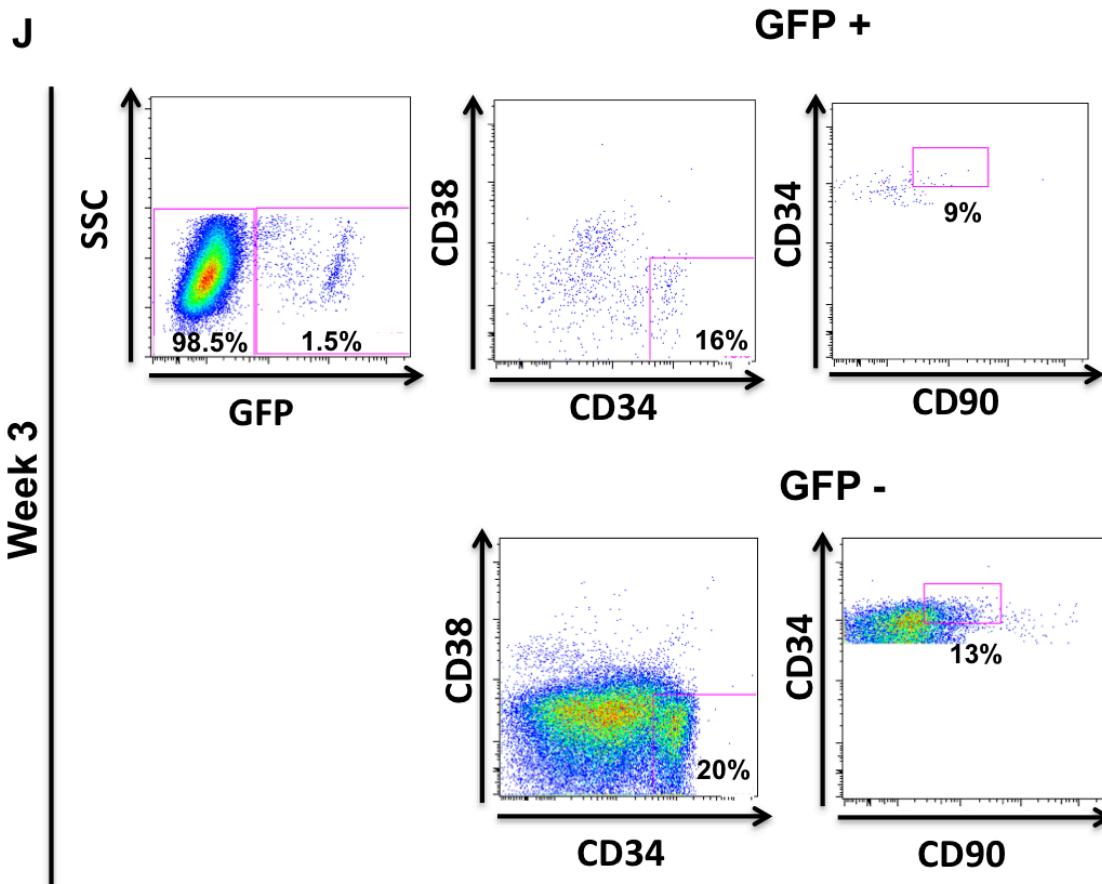 J
GFP +
Week 3
SSC
98.5%
1.5%
GFP
CD38
16%
CD34
CD34
9%
CD90
GFP -
CD38
20%
CD34
CD34
13%
CD90